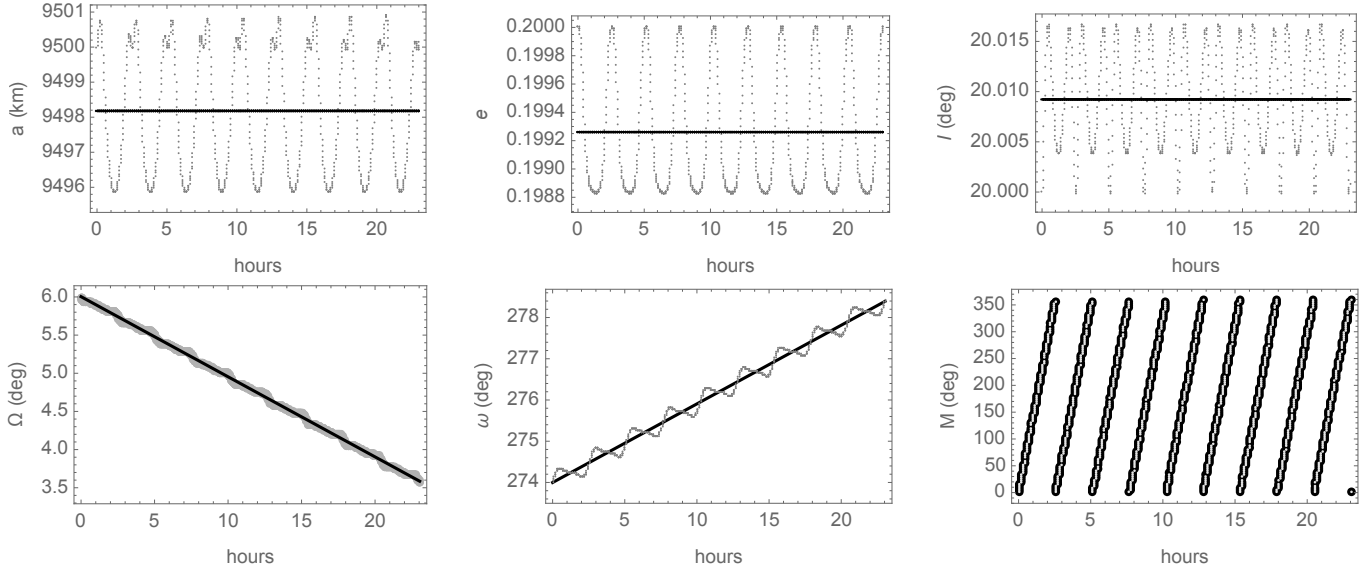 9501
9500
9499
9498
9497
9496
a (km)
0 5 10 15 20
hours
0.2000
0.1998
0.1996
0.1994
0.1992
0.1990
0.1988
e
0 5 10 15 20
hours
20.015
20.010
20.005
20.000
I (deg)
0 5 10 15 20
hours
6.0
5.5
5.0
4.5
4.0
3.5
Ω (deg)
0 5 10 15 20
hours
278
277
276
275
274
ω (deg)
0 5 10 15 20
hours
350
300
250
200
150
100
50
0
M (deg)
0 5 10 15 20
hours